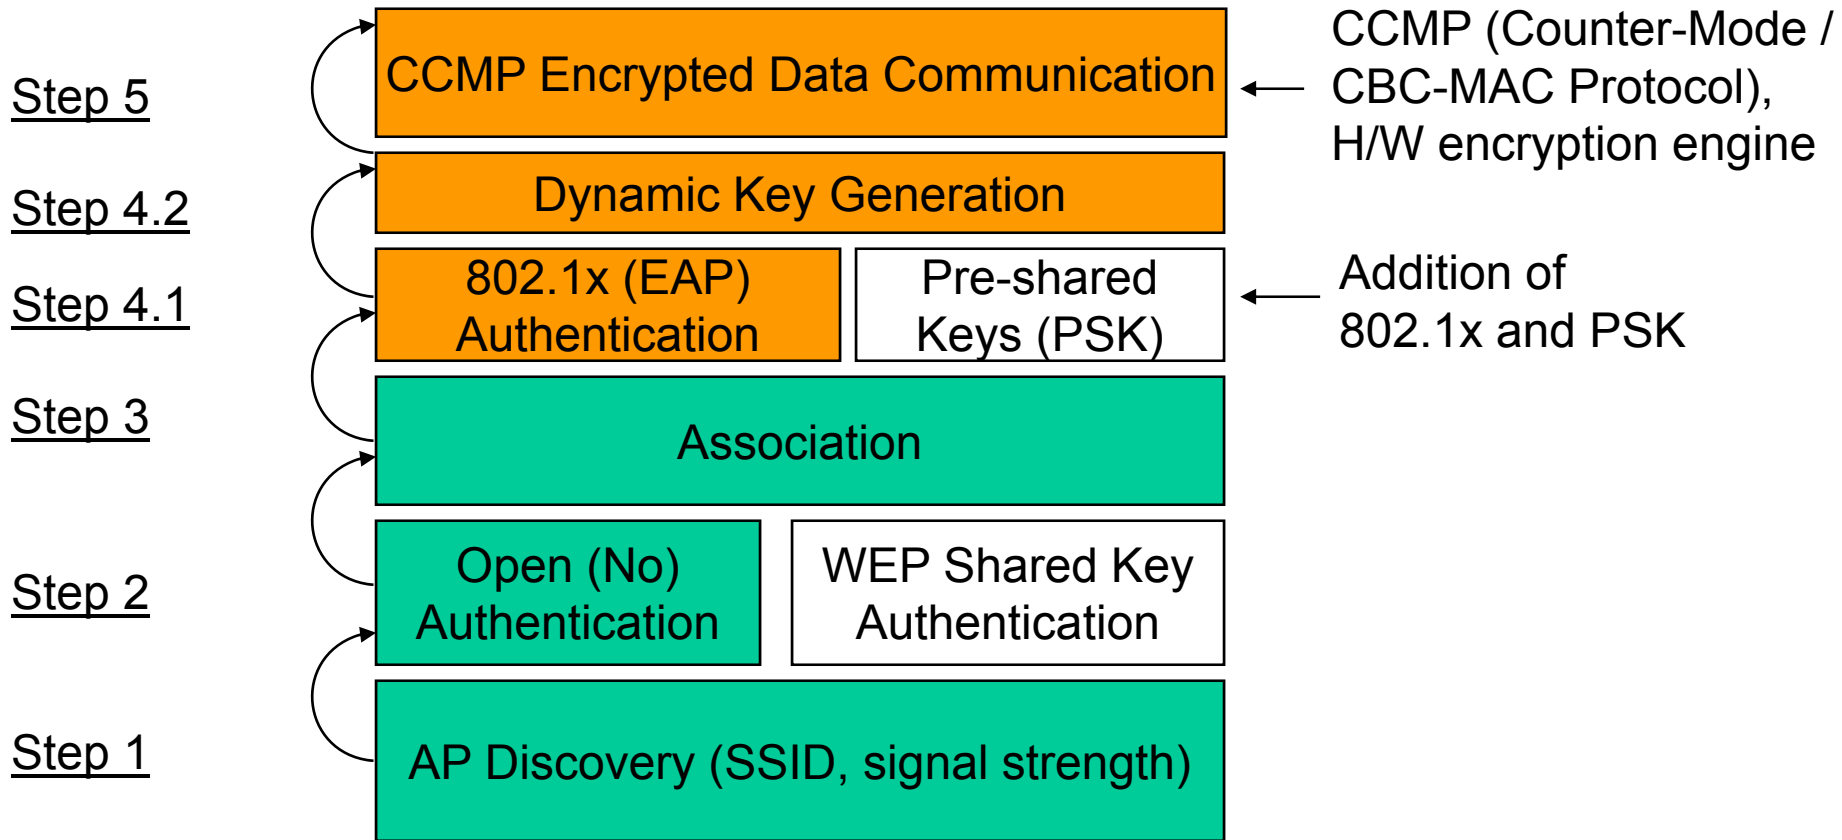 Step 5
CCMP Encrypted Data Communication
CCMP (Counter-Mode /
CBC-MAC Protocol),
H/W encryption engine
Step 4.2
Dynamic Key Generation
Step 4.1
802.1x (EAP)
Authentication
Pre-shared
Keys (PSK)
Addition of
802.1x and PSK
Step 3
Association
Step 2
Open (No)
Authentication
WEP Shared Key
Authentication
Step 1
AP Discovery (SSID, signal strength)